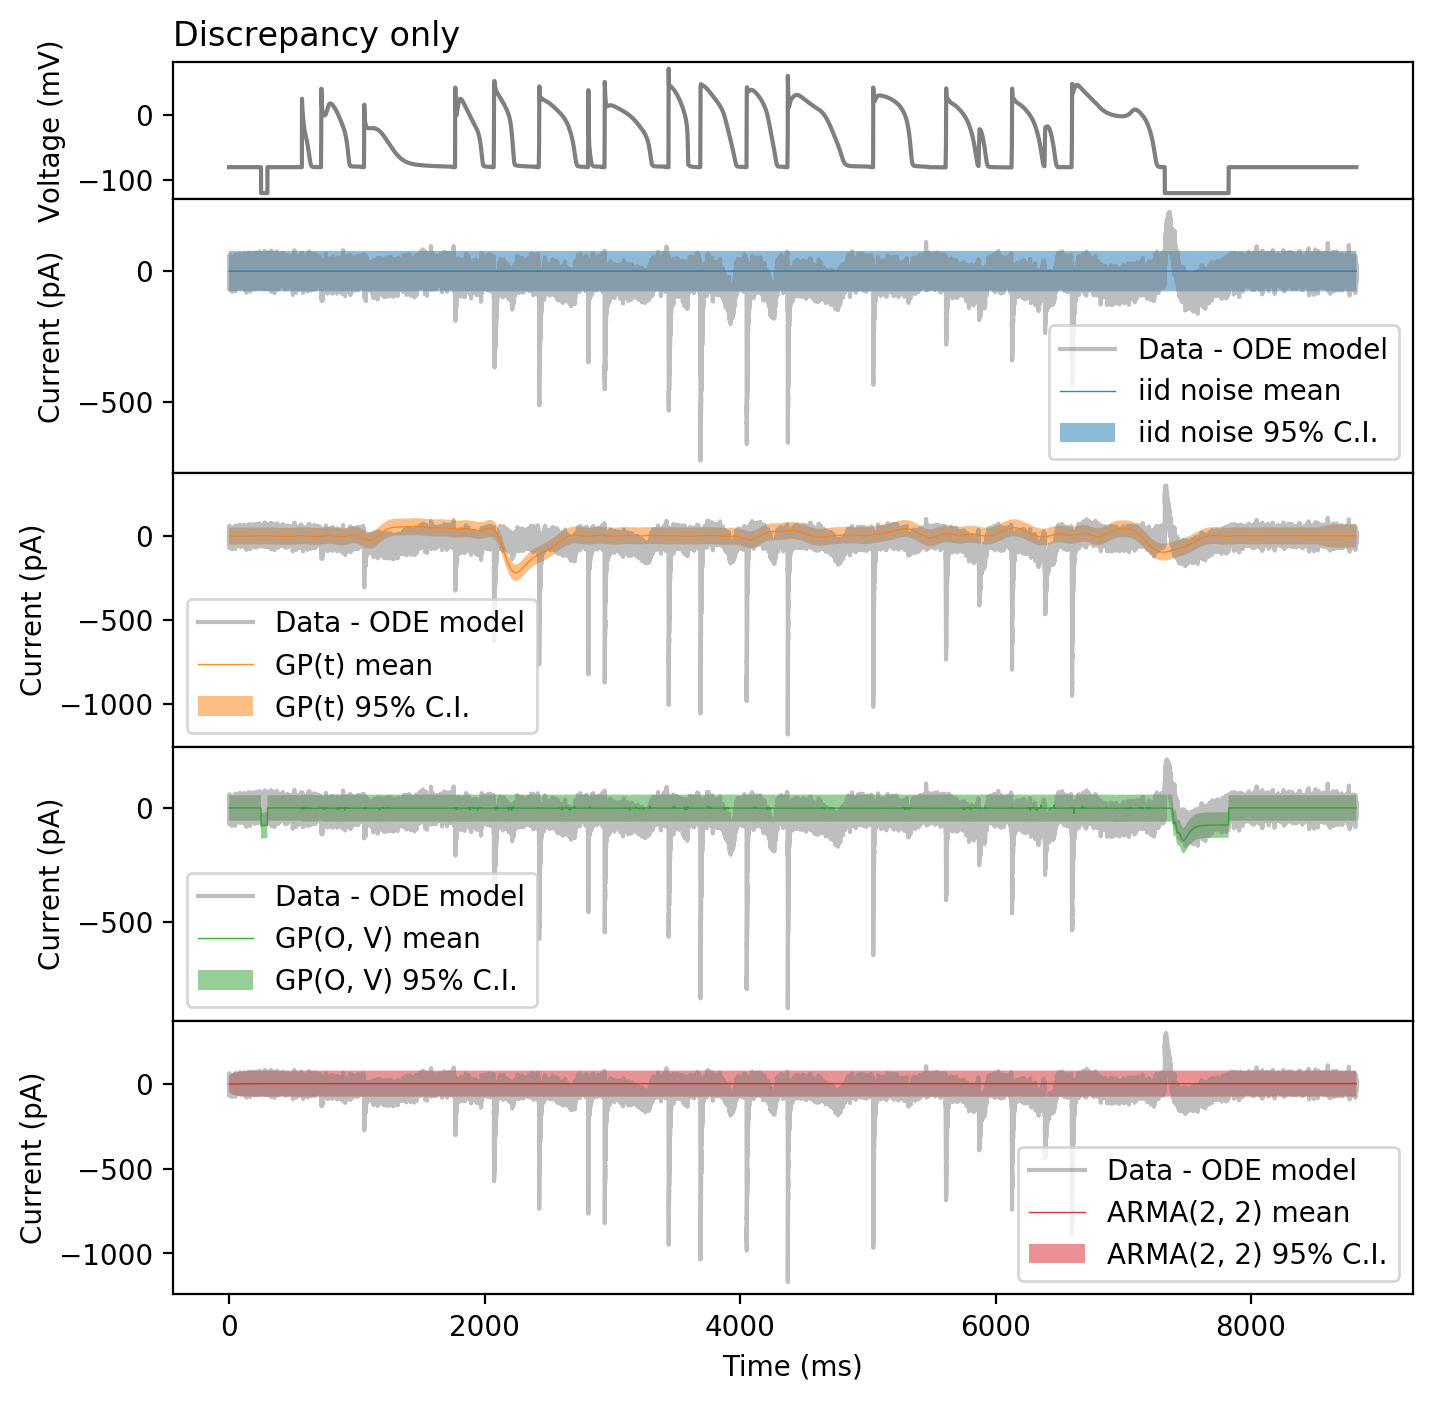 Discrepancy only
Voltage (mV)
0
−100
Current (pA)
0
−500
Data - ODE model
iid noise mean
iid noise 95% C.I.
Current (pA)
0
−500
−1000
Data - ODE model
GP(t) mean
GP(t) 95% C.I.
Current (pA)
0
−500
Data - ODE model
GP(O, V) mean
GP(O, V) 95% C.I.
Current (pA)
0
−500
−1000
Data - ODE model
ARMA(2, 2) mean
ARMA(2, 2) 95% C.I.
0 2000 4000 6000 8000
Time (ms)